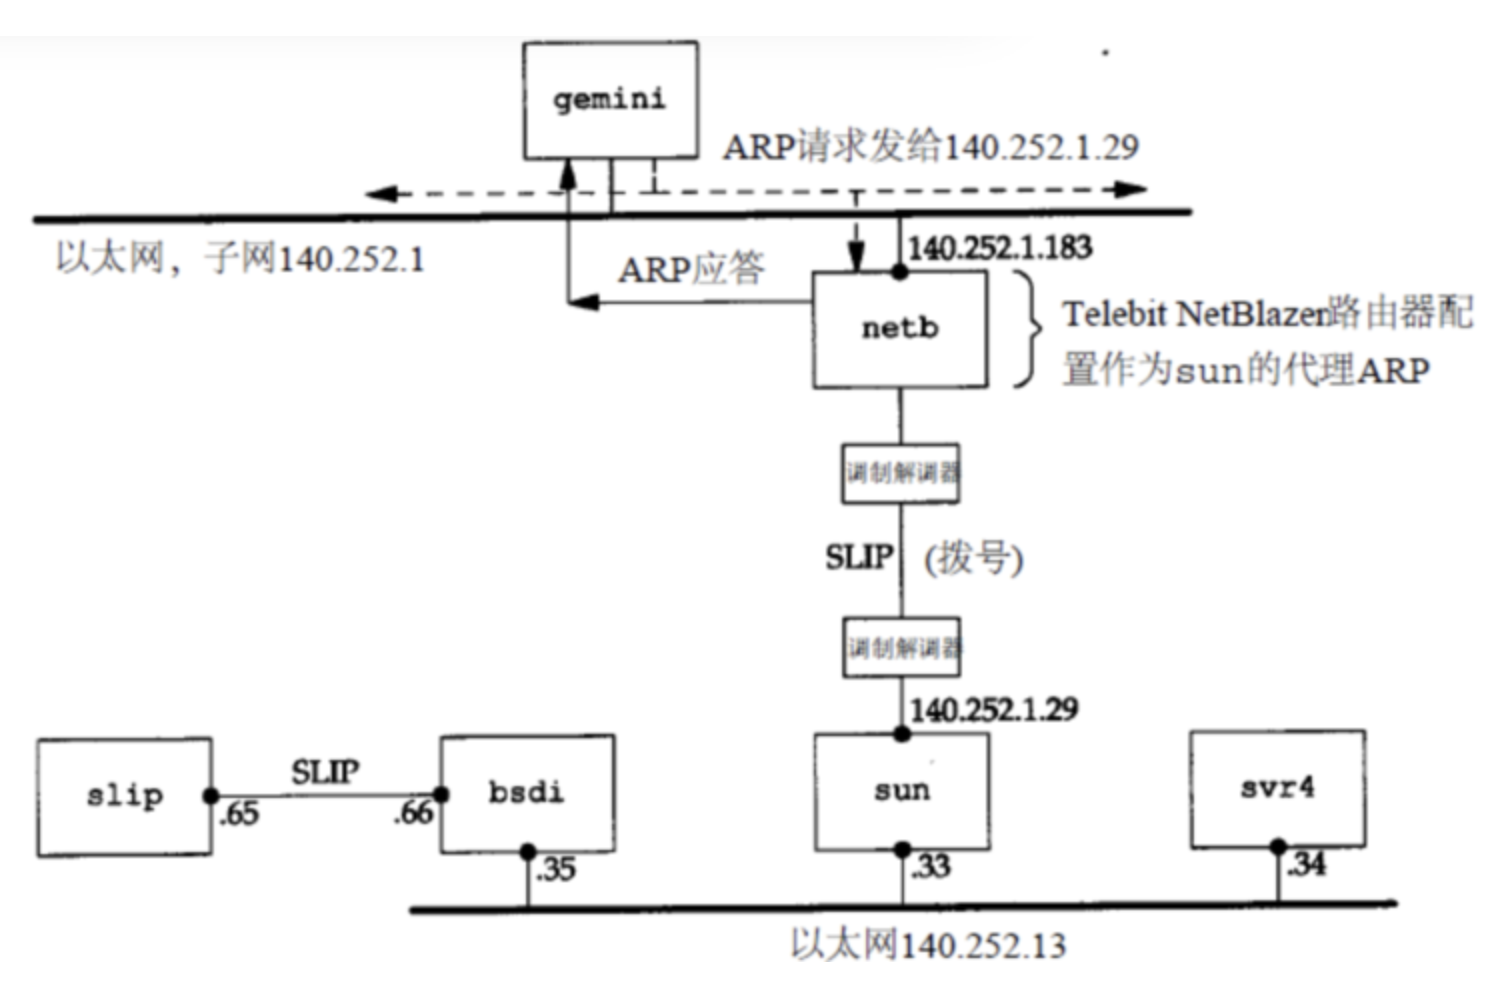 gemini
ARP请求发给140.252.1.29
以太网，子网140.252.1
140.252.1.183
ARP应答
netb
Telebit NetBlazer路由器配
置作为sun的代理ARP
调制解调器
SLIP (拨号)
调制解调器
140.252.1.29
slip
SLIP
.65
.66
bsdi
.35
sun
.33
svr4
.34
以太网140.252.13